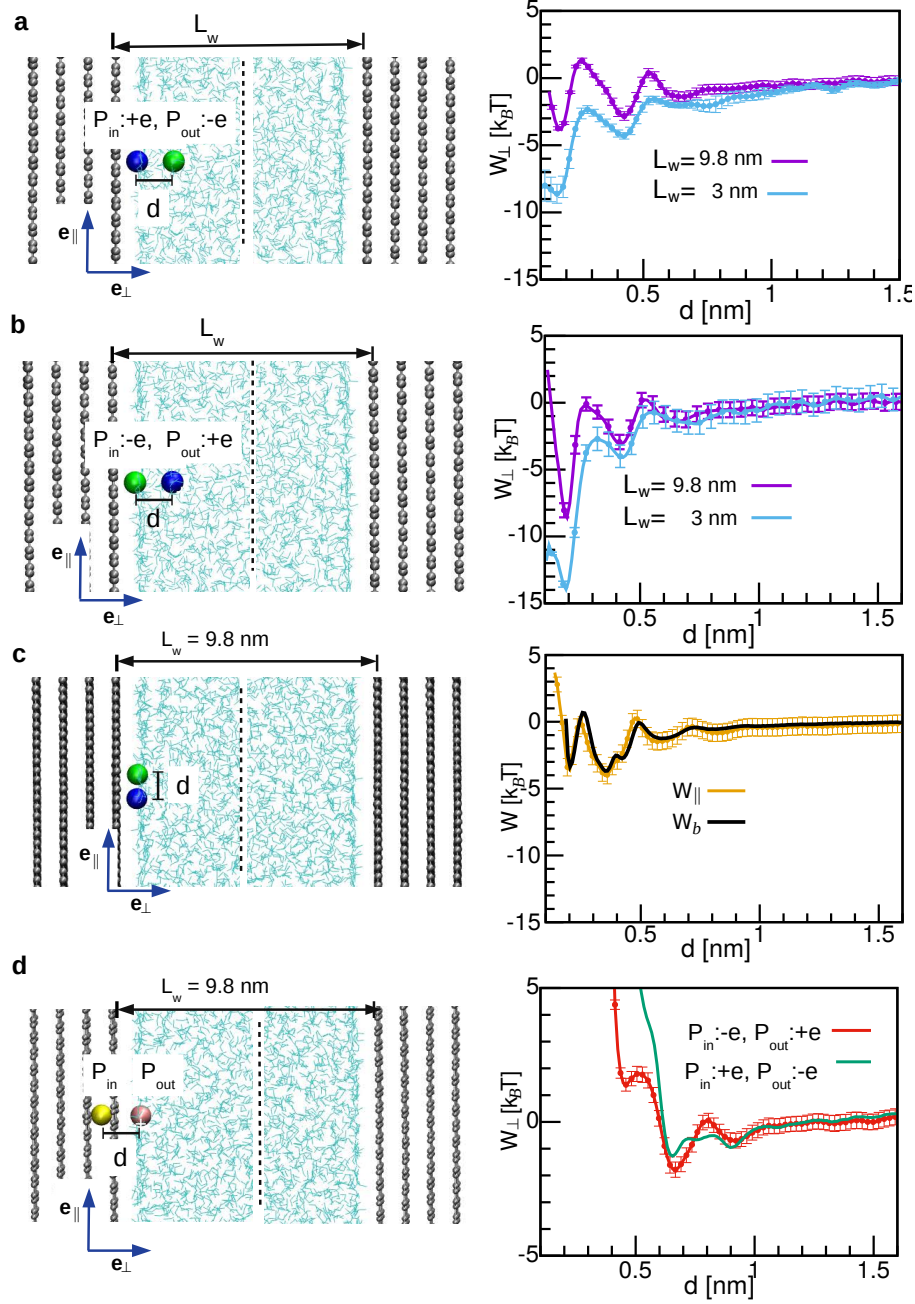 a
L_w
P_in:+e, P_out:-e
d
e_∥
e_⊥
5
0
-5
-10
-15
W_⊥ [k_BT]
L_w= 9.8 nm
L_w= 3 nm
0.5
1
1.5
d [nm]
b
L_w
P_in:-e, P_out:+e
d
e_∥
e_⊥
5
0
-5
-10
-15
W_⊥ [k_BT]
L_w= 9.8 nm
L_w= 3 nm
0.5
1
1.5
d [nm]
c
L_w = 9.8 nm
d
e_∥
e_⊥
5
0
-5
-10
-15
W [k_BT]
W_∥
W_b
0.5
1
1.5
d [nm]
d
L_w = 9.8 nm
P_in P_out
d
e_∥
e_⊥
5
0
-5
W_⊥ [k_BT]
P_in:-e, P_out:+e
P_in:+e, P_out:-e
0.5
1
1.5
d [nm]